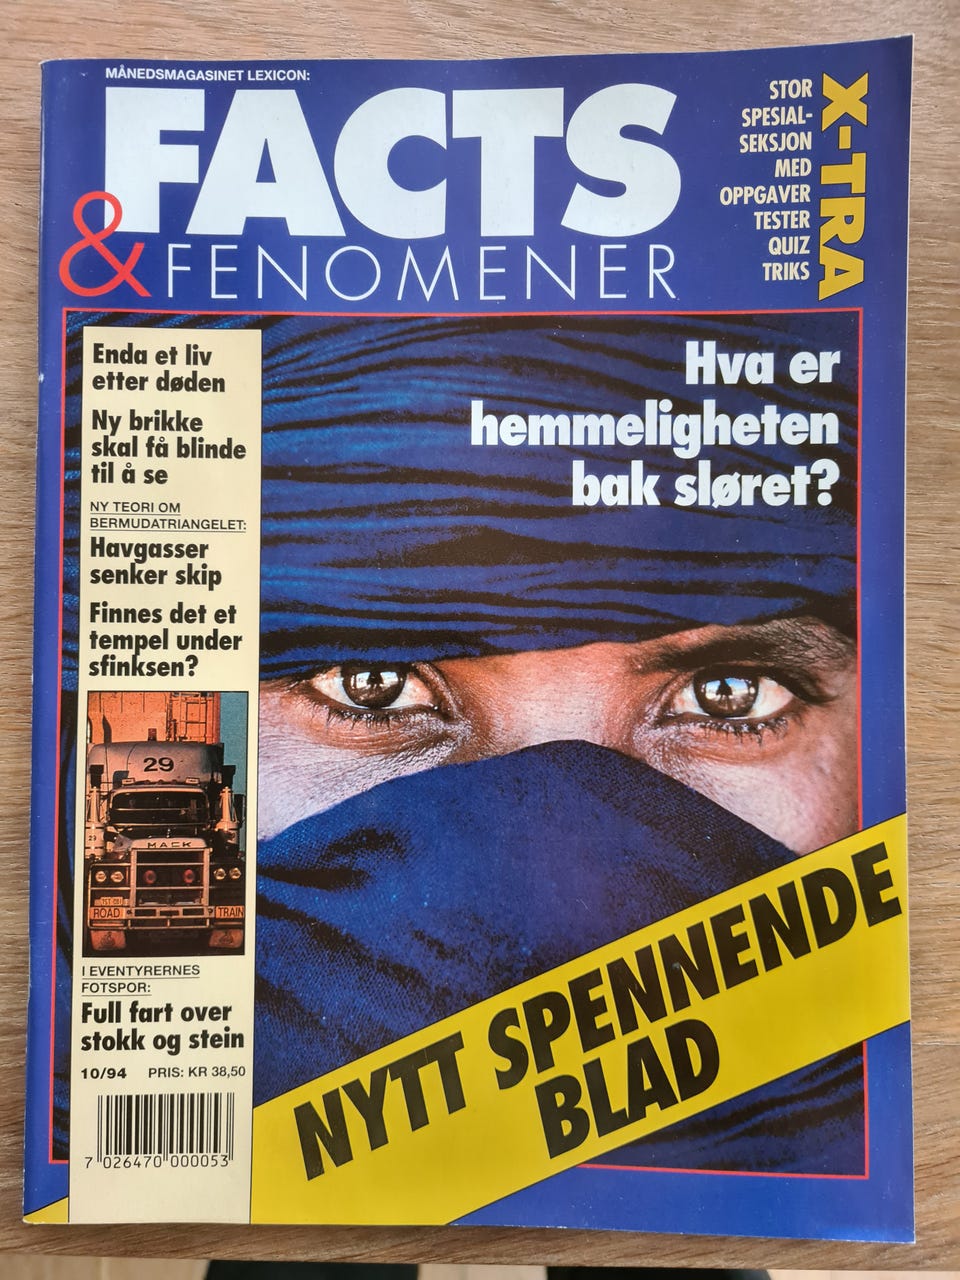 MÅNEDSMAGASINET LEXICON:
FACTS
& FENOMENER
X-TRA
STOR
SPESIAL-
SEKSJON
MED
OPPGAVER
TESTER
QUIZ
TRIKS
Enda et liv
etter døden
Ny brikke
skal få blinde
til å se
NY TEORI OM
BERMUDATRIANGELET:
Havgasser
senker skip
Finnes det et
tempel under
sfinksen?
29
29
MACK
ROAD
TRAIN
I EVENTYRERNES
FOTSPOR:
Full fart over
stokk og stein
10/94 PRIS: KR 38,50
7 026470 000053
Hva er
hemmeligheten
bak sløret?
NYTT SPENNENDE
BLAD